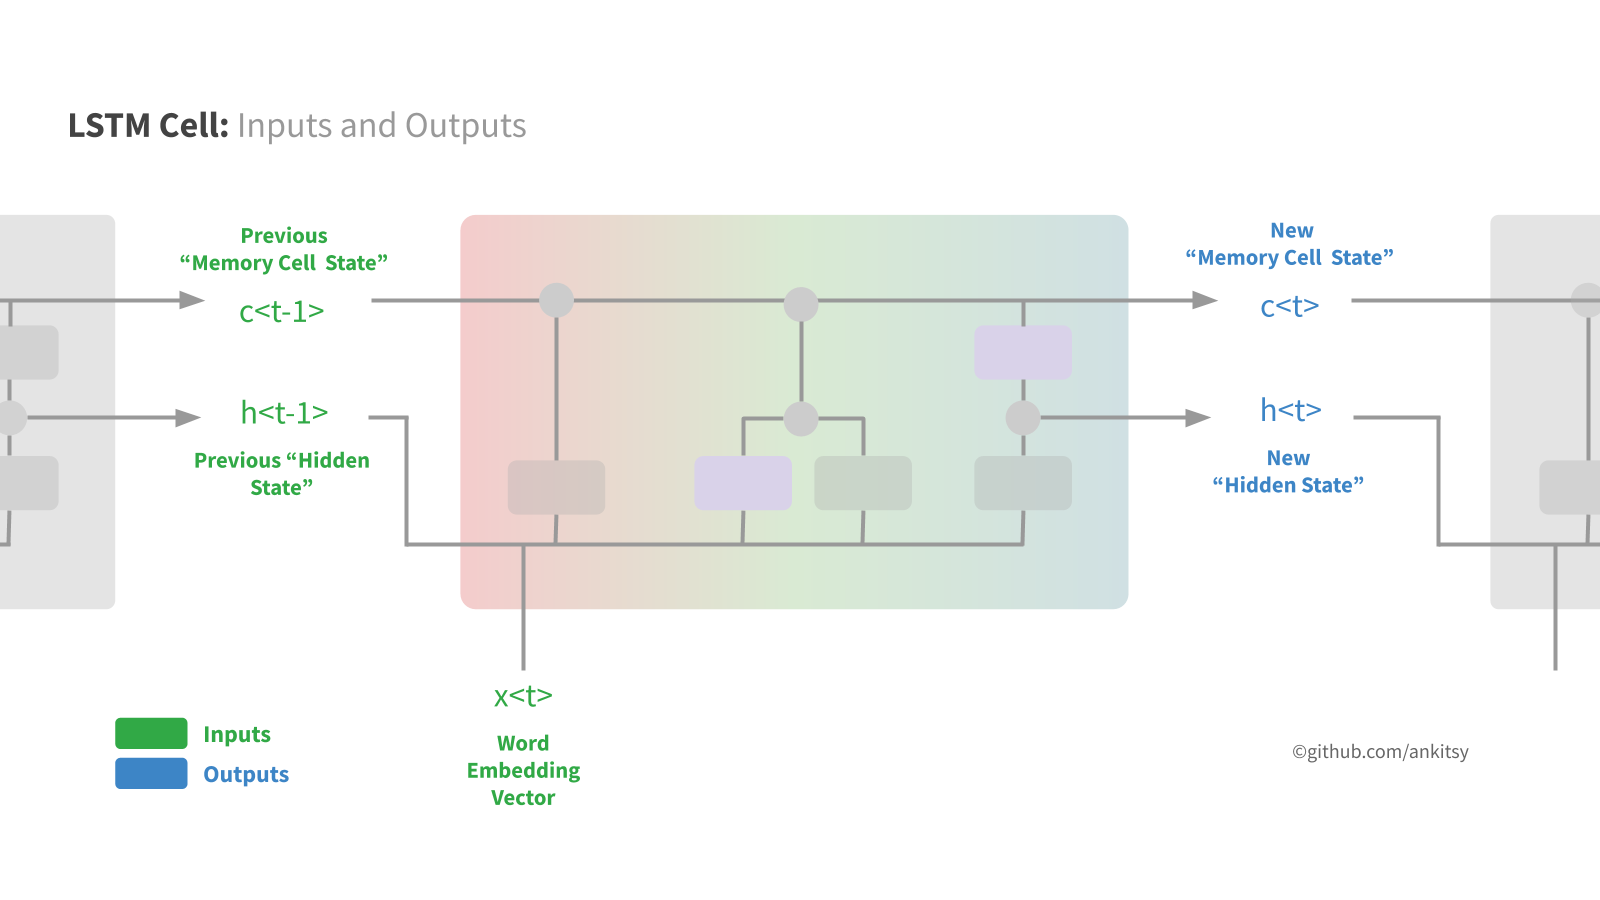 LSTM Cell: Inputs and Outputs
Previous
“Memory Cell State”
c<t-1>
h<t-1>
Previous “Hidden
State”
New
“Memory Cell State”
c<t>
h<t>
New
“Hidden State”
x<t>
Word
Embedding
Vector
Inputs
Outputs
©github.com/ankitsy